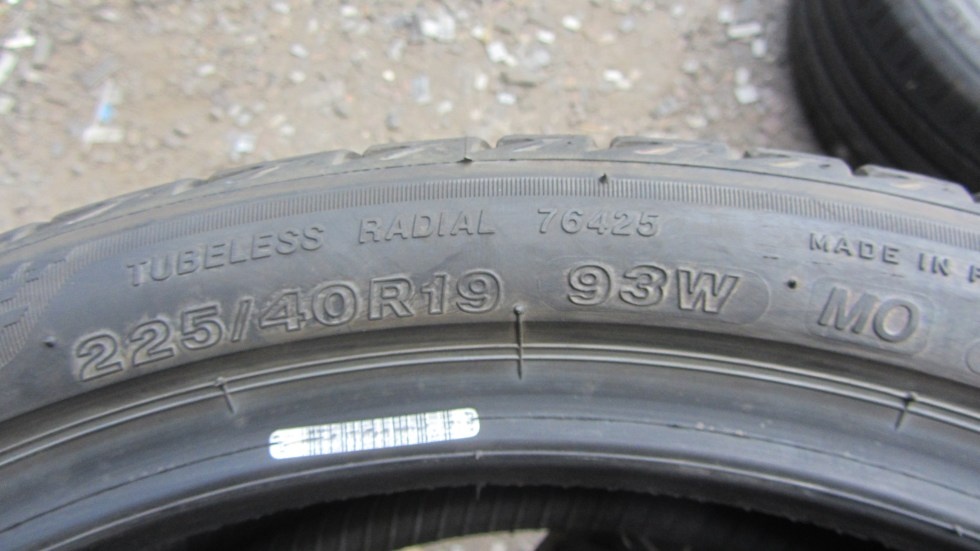 TUBELESS RADIAL 76425
MADE IN
225/40R19 93W MO